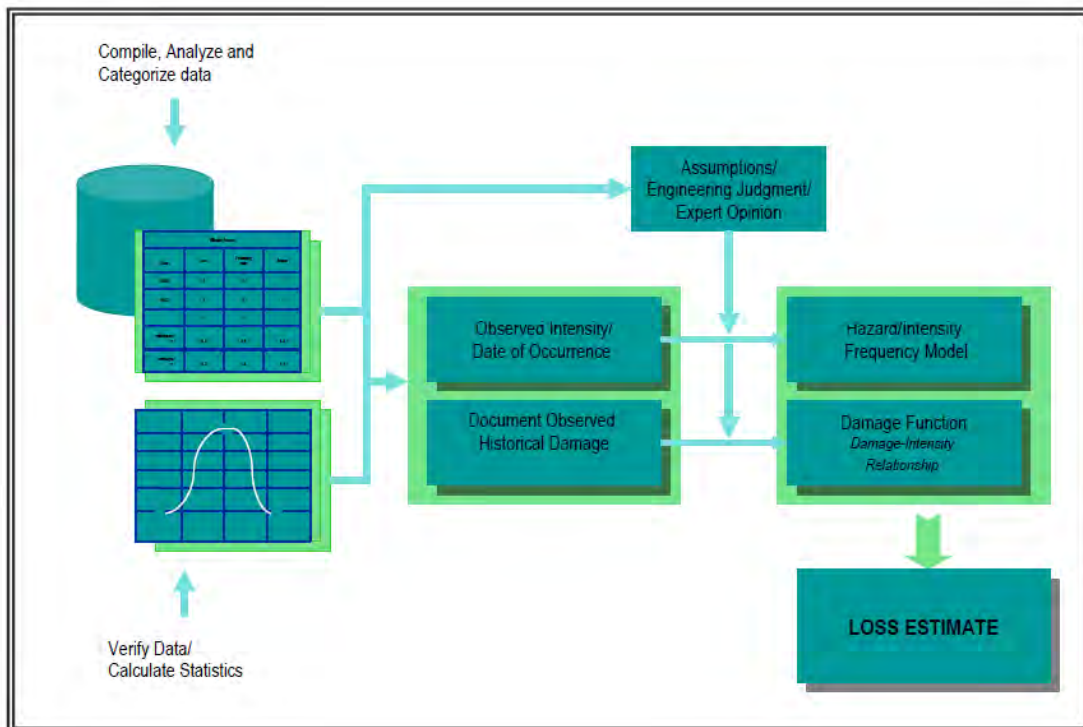 Compile, Analyze and
Categorize data
Assumptions/
Engineering Judgment/
Expert Opinion
Observed Intensity/
Date of Occurrence
Hazard/Intensity
Frequency Model
Document Observed
Historical Damage
Damage Function
Damage-Intensity
Relationship
LOSS ESTIMATE
Verify Data/
Calculate Statistics